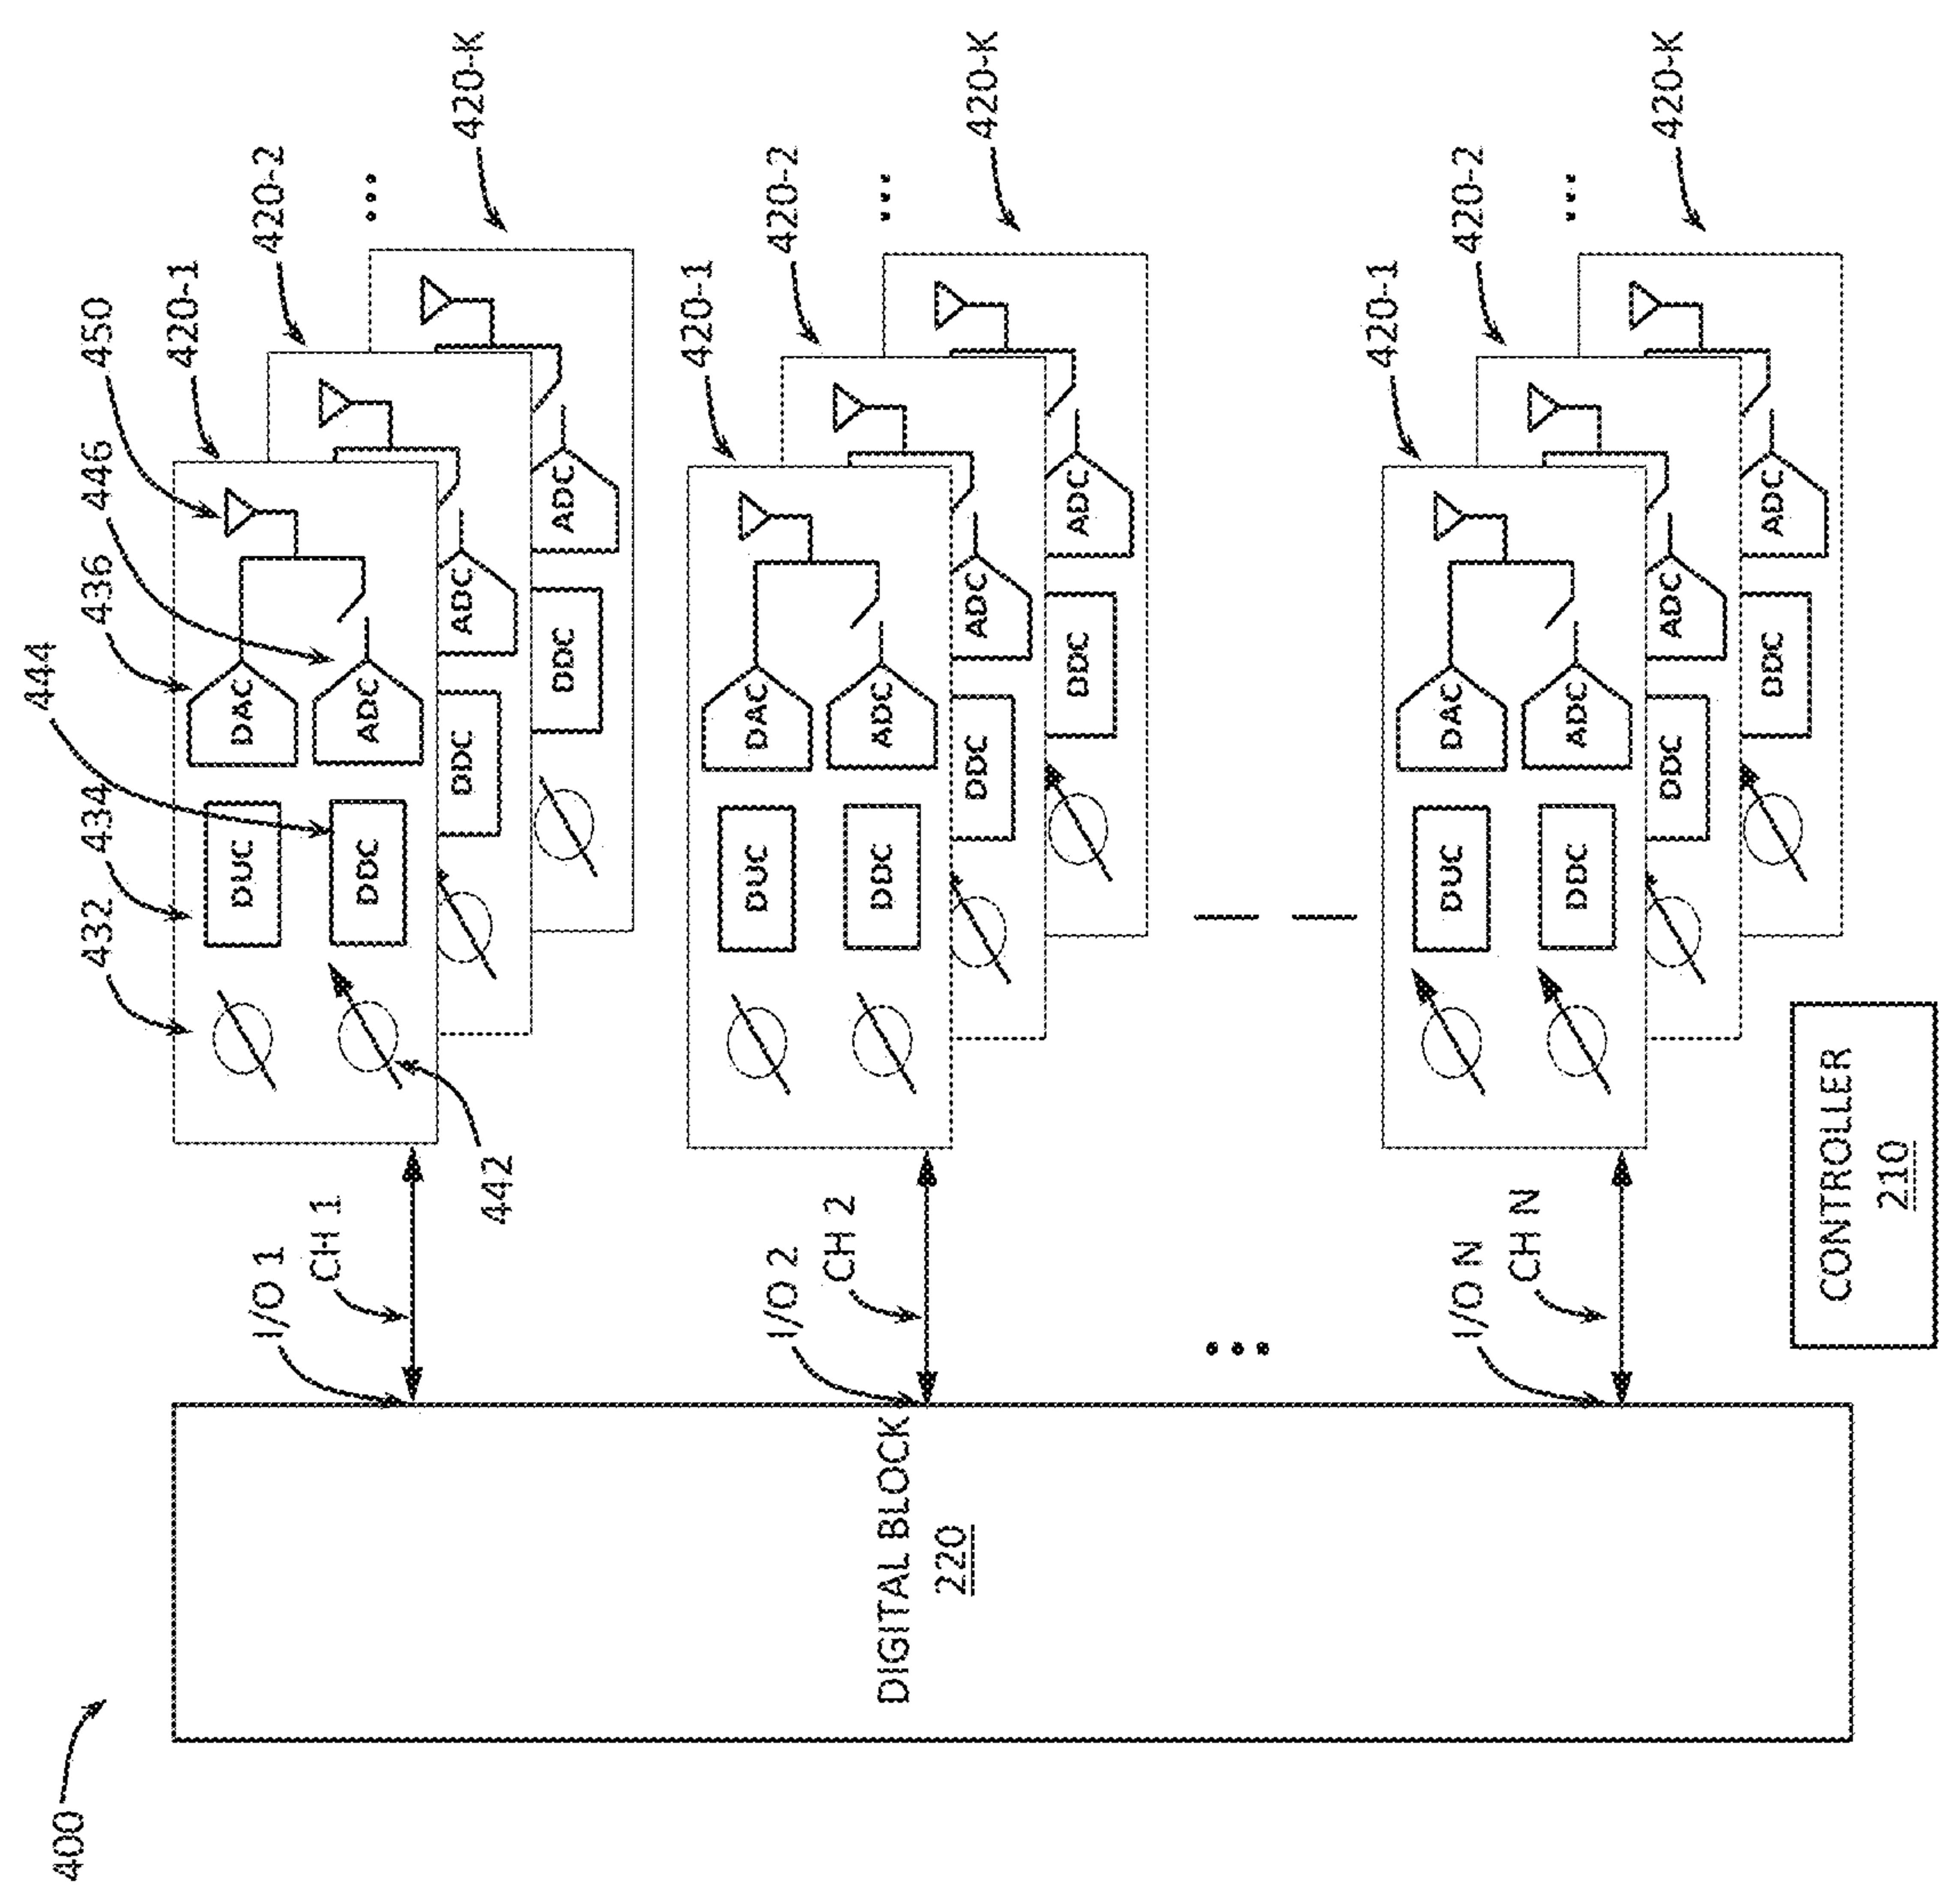 400
DIGITAL BLOCK
220
I/O 1
CH 1
432
434
444
436
446
450
420-1
420-2
...
420-K
442
DUC
DAC
DDC
ADC
DDC
ADC
DDC
ADC
I/O 2
CH 2
420-1
420-2
...
420-K
DUC
DAC
DDC
ADC
DDC
ADC
DDC
ADC
...
I/O N
CH N
420-1
420-2
...
420-K
DUC
DAC
DDC
ADC
DDC
ADC
DDC
ADC
CONTROLLER
210